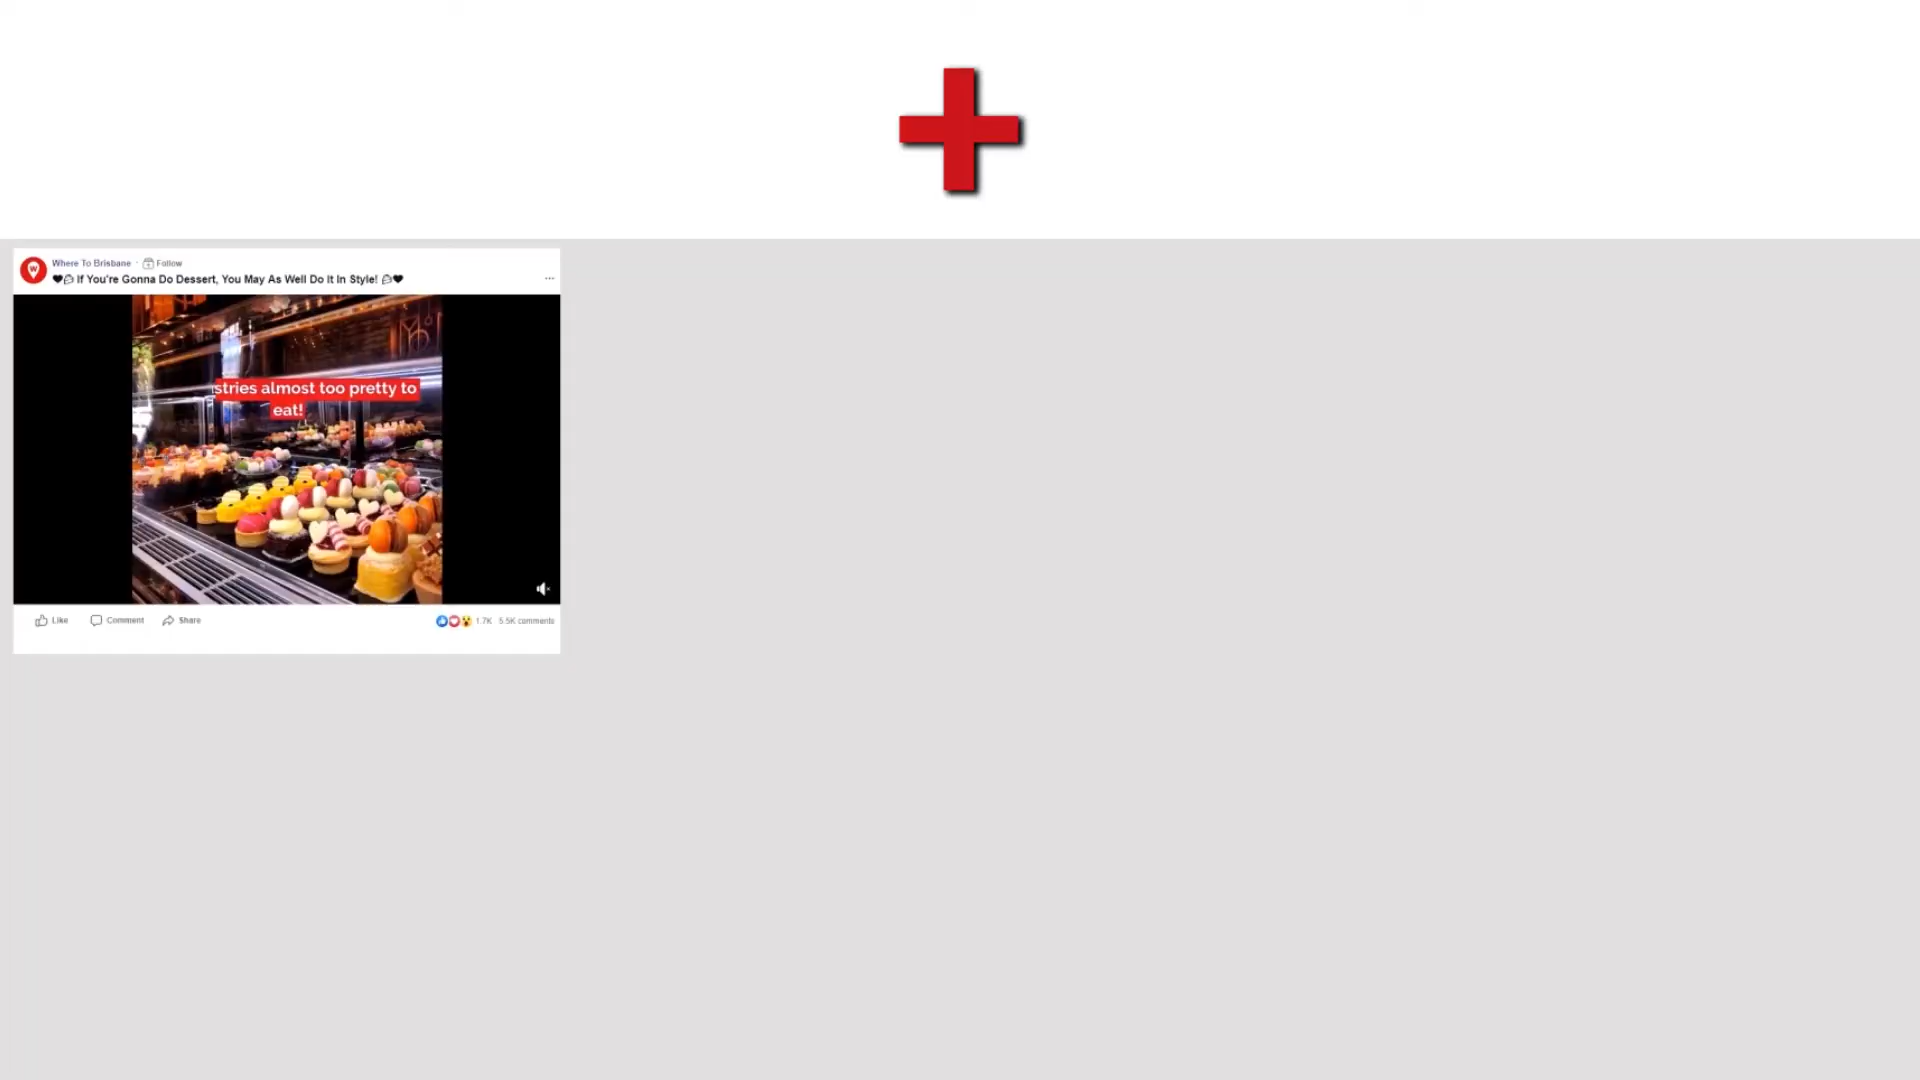 Where To Brisbane · Follow
🖤🍰 If You're Gonna Do Dessert, You May As Well Do It In Style! 🍰🖤
stries almost too pretty to
eat!
Like Comment Share 1.7K 5.5K comments